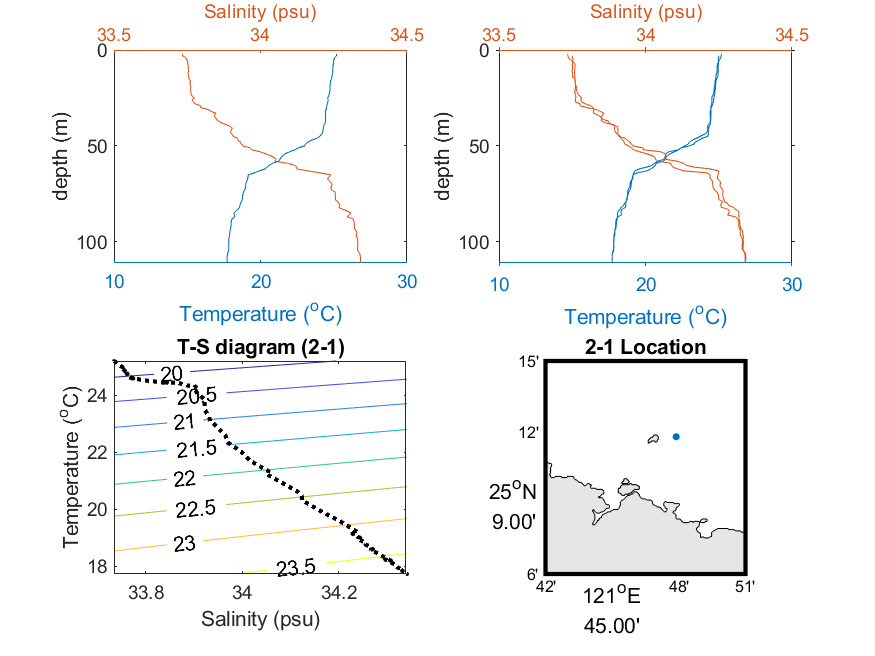 Salinity (psu)
33.5 34 34.5
0
50
100
depth (m)
10 20 30
Temperature (°C)
Salinity (psu)
33.5 34 34.5
0
50
100
depth (m)
10 20 30
Temperature (°C)
T-S diagram (2-1)
24
22
20
18
Temperature (°C)
20
20.5
21
21.5
22
22.5
23
23.5
33.8 34 34.2
Salinity (psu)
2-1 Location
15'
12'
25°N
9.00'
6'
42' 48' 51'
121°E
45.00'